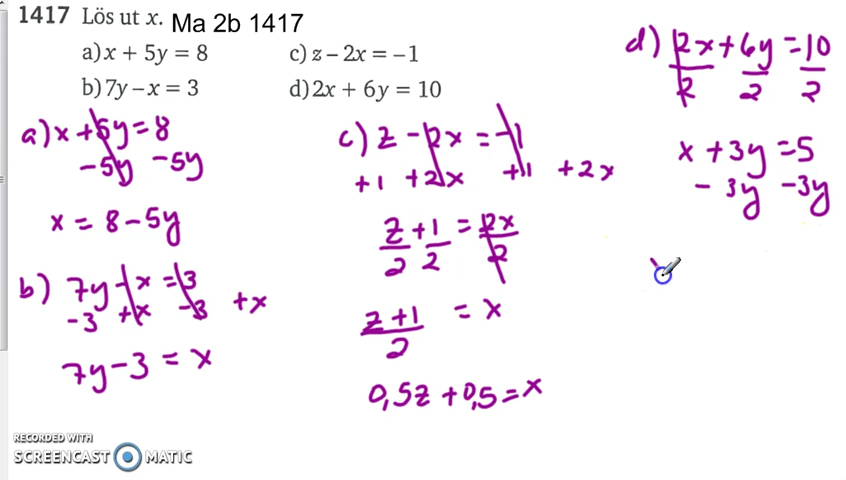 1417 Lös ut x. Ma 2b 1417
a) x + 5y = 8
c) z – 2x = –1
b) 7y – x = 3
d) 2x + 6y = 10
a) x + 5y = 8
- 5y - 5y
x = 8 - 5y
b) 7y - x = 3
- 3 + x - 3 + x
7y - 3 = x
c) z - 2x = -1
+1 + 2x + 1 + 2x
z/2 + 1/2 = 2x/2
z + 1/2 = x
0,5z + 0,5 = x
d) 2x/2 + 6y/2 = 10/2
x + 3y = 5
- 3y - 3y
RECORDED WITH
SCREENCAST MATIC